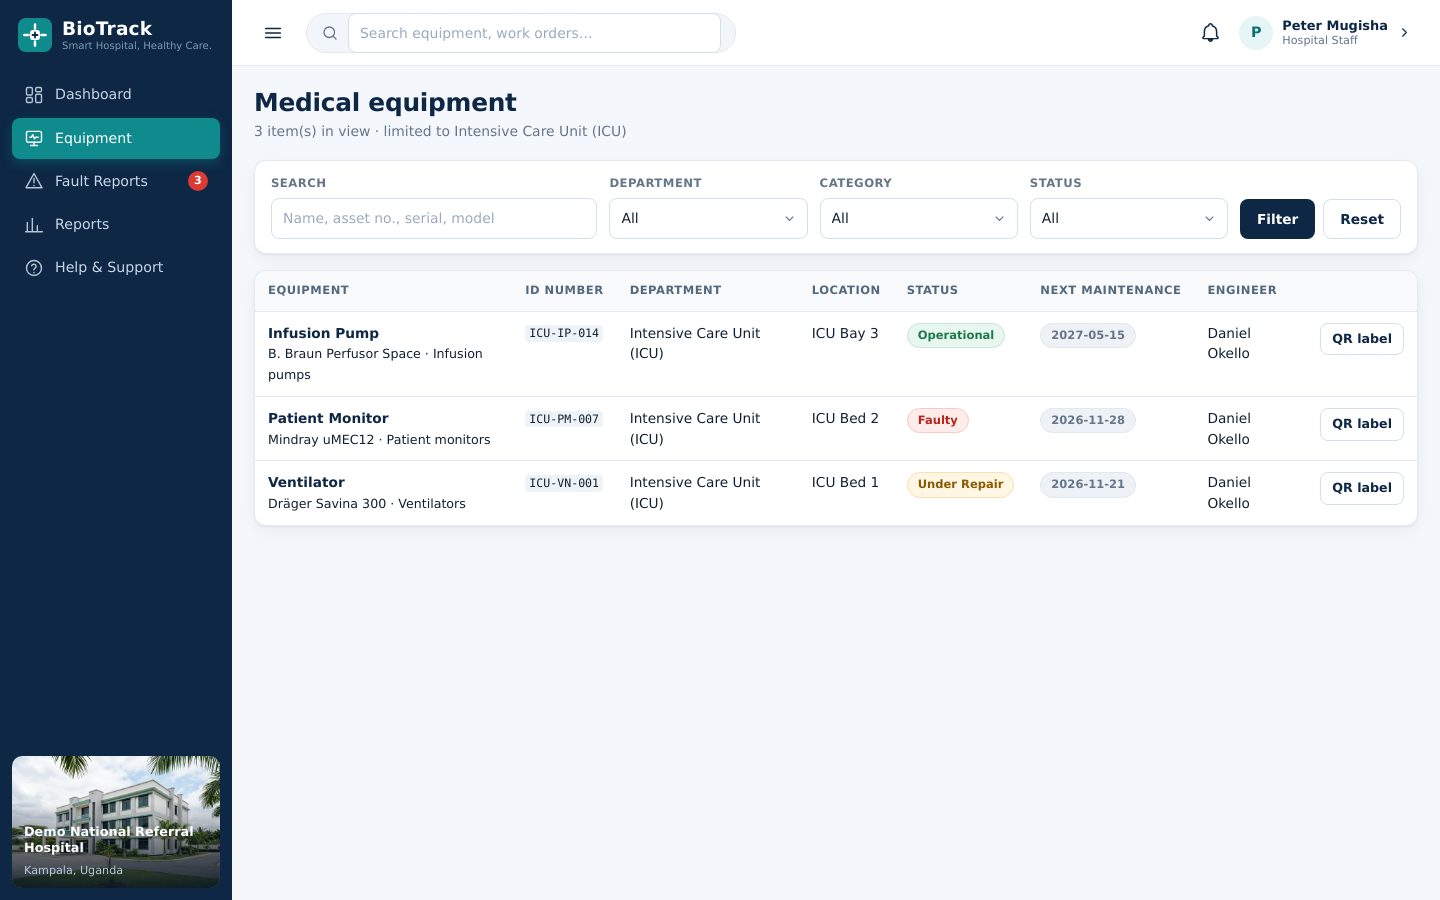 BioTrack
Smart Hospital, Healthy Care.
Dashboard
Equipment
Fault Reports 3
Reports
Help & Support
Demo National Referral
Hospital
Kampala, Uganda
Search equipment, work orders...
P
Peter Mugisha
Hospital Staff
Medical equipment
3 item(s) in view · limited to Intensive Care Unit (ICU)
SEARCH DEPARTMENT CATEGORY STATUS
Name, asset no., serial, model All All All Filter Reset
EQUIPMENT ID NUMBER DEPARTMENT LOCATION STATUS NEXT MAINTENANCE ENGINEER
Infusion Pump ICU-IP-014 Intensive Care Unit ICU Bay 3 Operational 2027-05-15 Daniel QR label
B. Braun Perfusor Space · Infusion (ICU) Okello
pumps
Patient Monitor ICU-PM-007 Intensive Care Unit ICU Bed 2 Faulty 2026-11-28 Daniel QR label
Mindray uMEC12 · Patient monitors (ICU) Okello
Ventilator ICU-VN-001 Intensive Care Unit ICU Bed 1 Under Repair 2026-11-21 Daniel QR label
Dräger Savina 300 · Ventilators (ICU) Okello